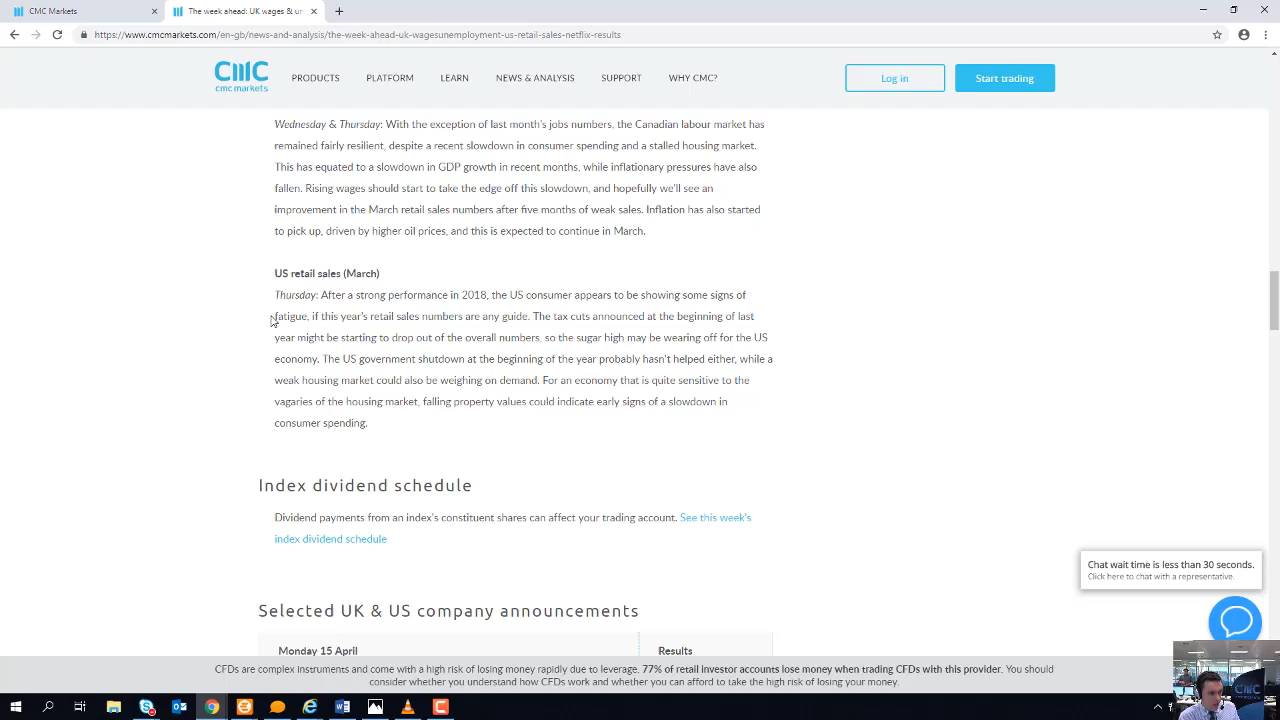 CMC Markets
The week ahead: UK wages & ur
https://www.cmcmarkets.com/en-gb/news-and-analysis/the-week-ahead-uk-wagesunemployment-us-retail-sales-netflix-results
cmc markets
PRODUCTS PLATFORM LEARN NEWS & ANALYSIS SUPPORT WHY CMC?
Log in Start trading
Wednesday & Thursday: With the exception of last month's jobs numbers, the Canadian labour market has
remained fairly resilient, despite a recent slowdown in consumer spending and a stalled housing market.
This has equated to a slowdown in GDP growth in recent months, while inflationary pressures have also
fallen. Rising wages should start to take the edge off this slowdown, and hopefully we'll see an
improvement in the March retail sales numbers after five months of weak sales. Inflation has also started
to pick up, driven by higher oil prices, and this is expected to continue in March.
US retail sales (March)
Thursday: After a strong performance in 2018, the US consumer appears to be showing some signs of
fatigue, if this year's retail sales numbers are any guide. The tax cuts announced at the beginning of last
year might be starting to drop out of the overall numbers, so the sugar high may be wearing off for the US
economy. The US government shutdown at the beginning of the year probably hasn't helped either, while a
weak housing market could also be weighing on demand. For an economy that is quite sensitive to the
vagaries of the housing market, falling property values could indicate early signs of a slowdown in
consumer spending.
Index dividend schedule
Dividend payments from an index's constituent shares can affect your trading account. See this week's
index dividend schedule
Chat wait time is less than 30 seconds.
Click here to chat with a representative.
Selected UK & US company announcements
Monday 15 April Results
CFDs are complex instruments and come with a high risk of losing money rapidly due to leverage. 77% of retail investor accounts lose money when trading CFDs with this provider. You should
consider whether you understand how CFDs work and whether you can afford to take the high risk of losing your money.
CMC